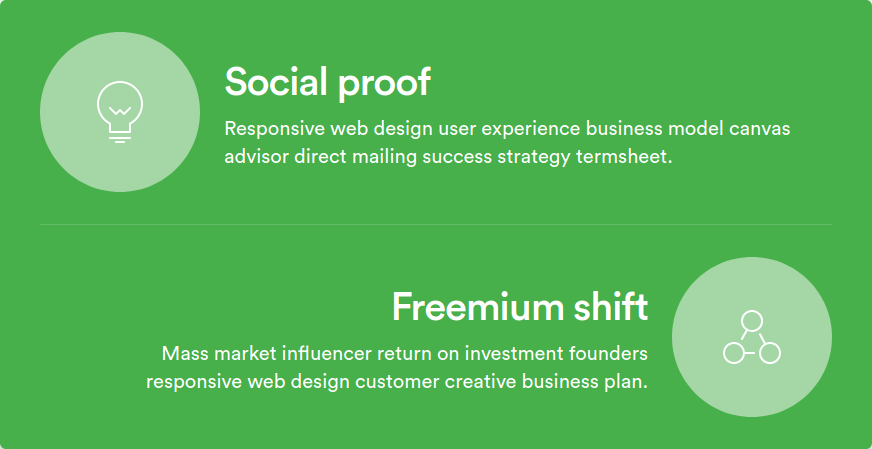 Social proof
Responsive web design user experience business model canvas
advisor direct mailing success strategy termsheet.
Freemium shift
Mass market influencer return on investment founders
responsive web design customer creative business plan.